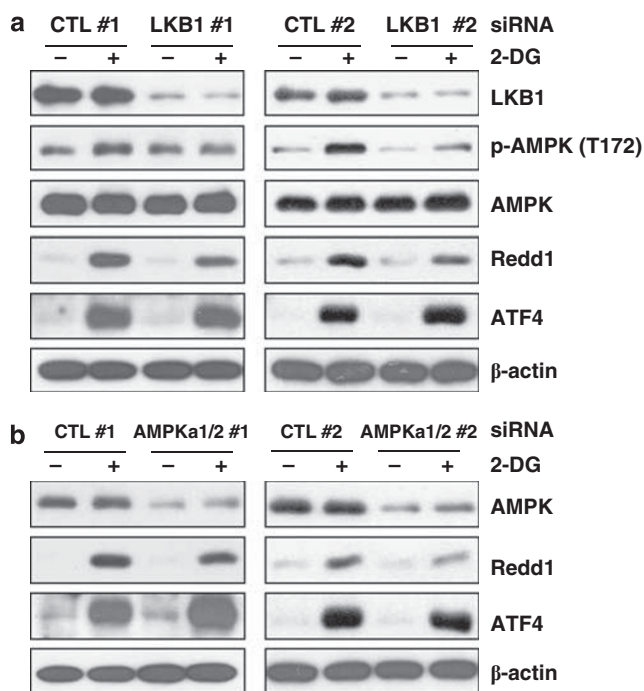 a
CTL #1 LKB1 #1 CTL #2 LKB1 #2 siRNA
– + – + – + – + 2-DG
LKB1
p-AMPK (T172)
AMPK
Redd1
ATF4
β-actin
b
CTL #1 AMPKa1/2 #1 CTL #2 AMPKa1/2 #2 siRNA
– + – + – + – + 2-DG
AMPK
Redd1
ATF4
β-actin